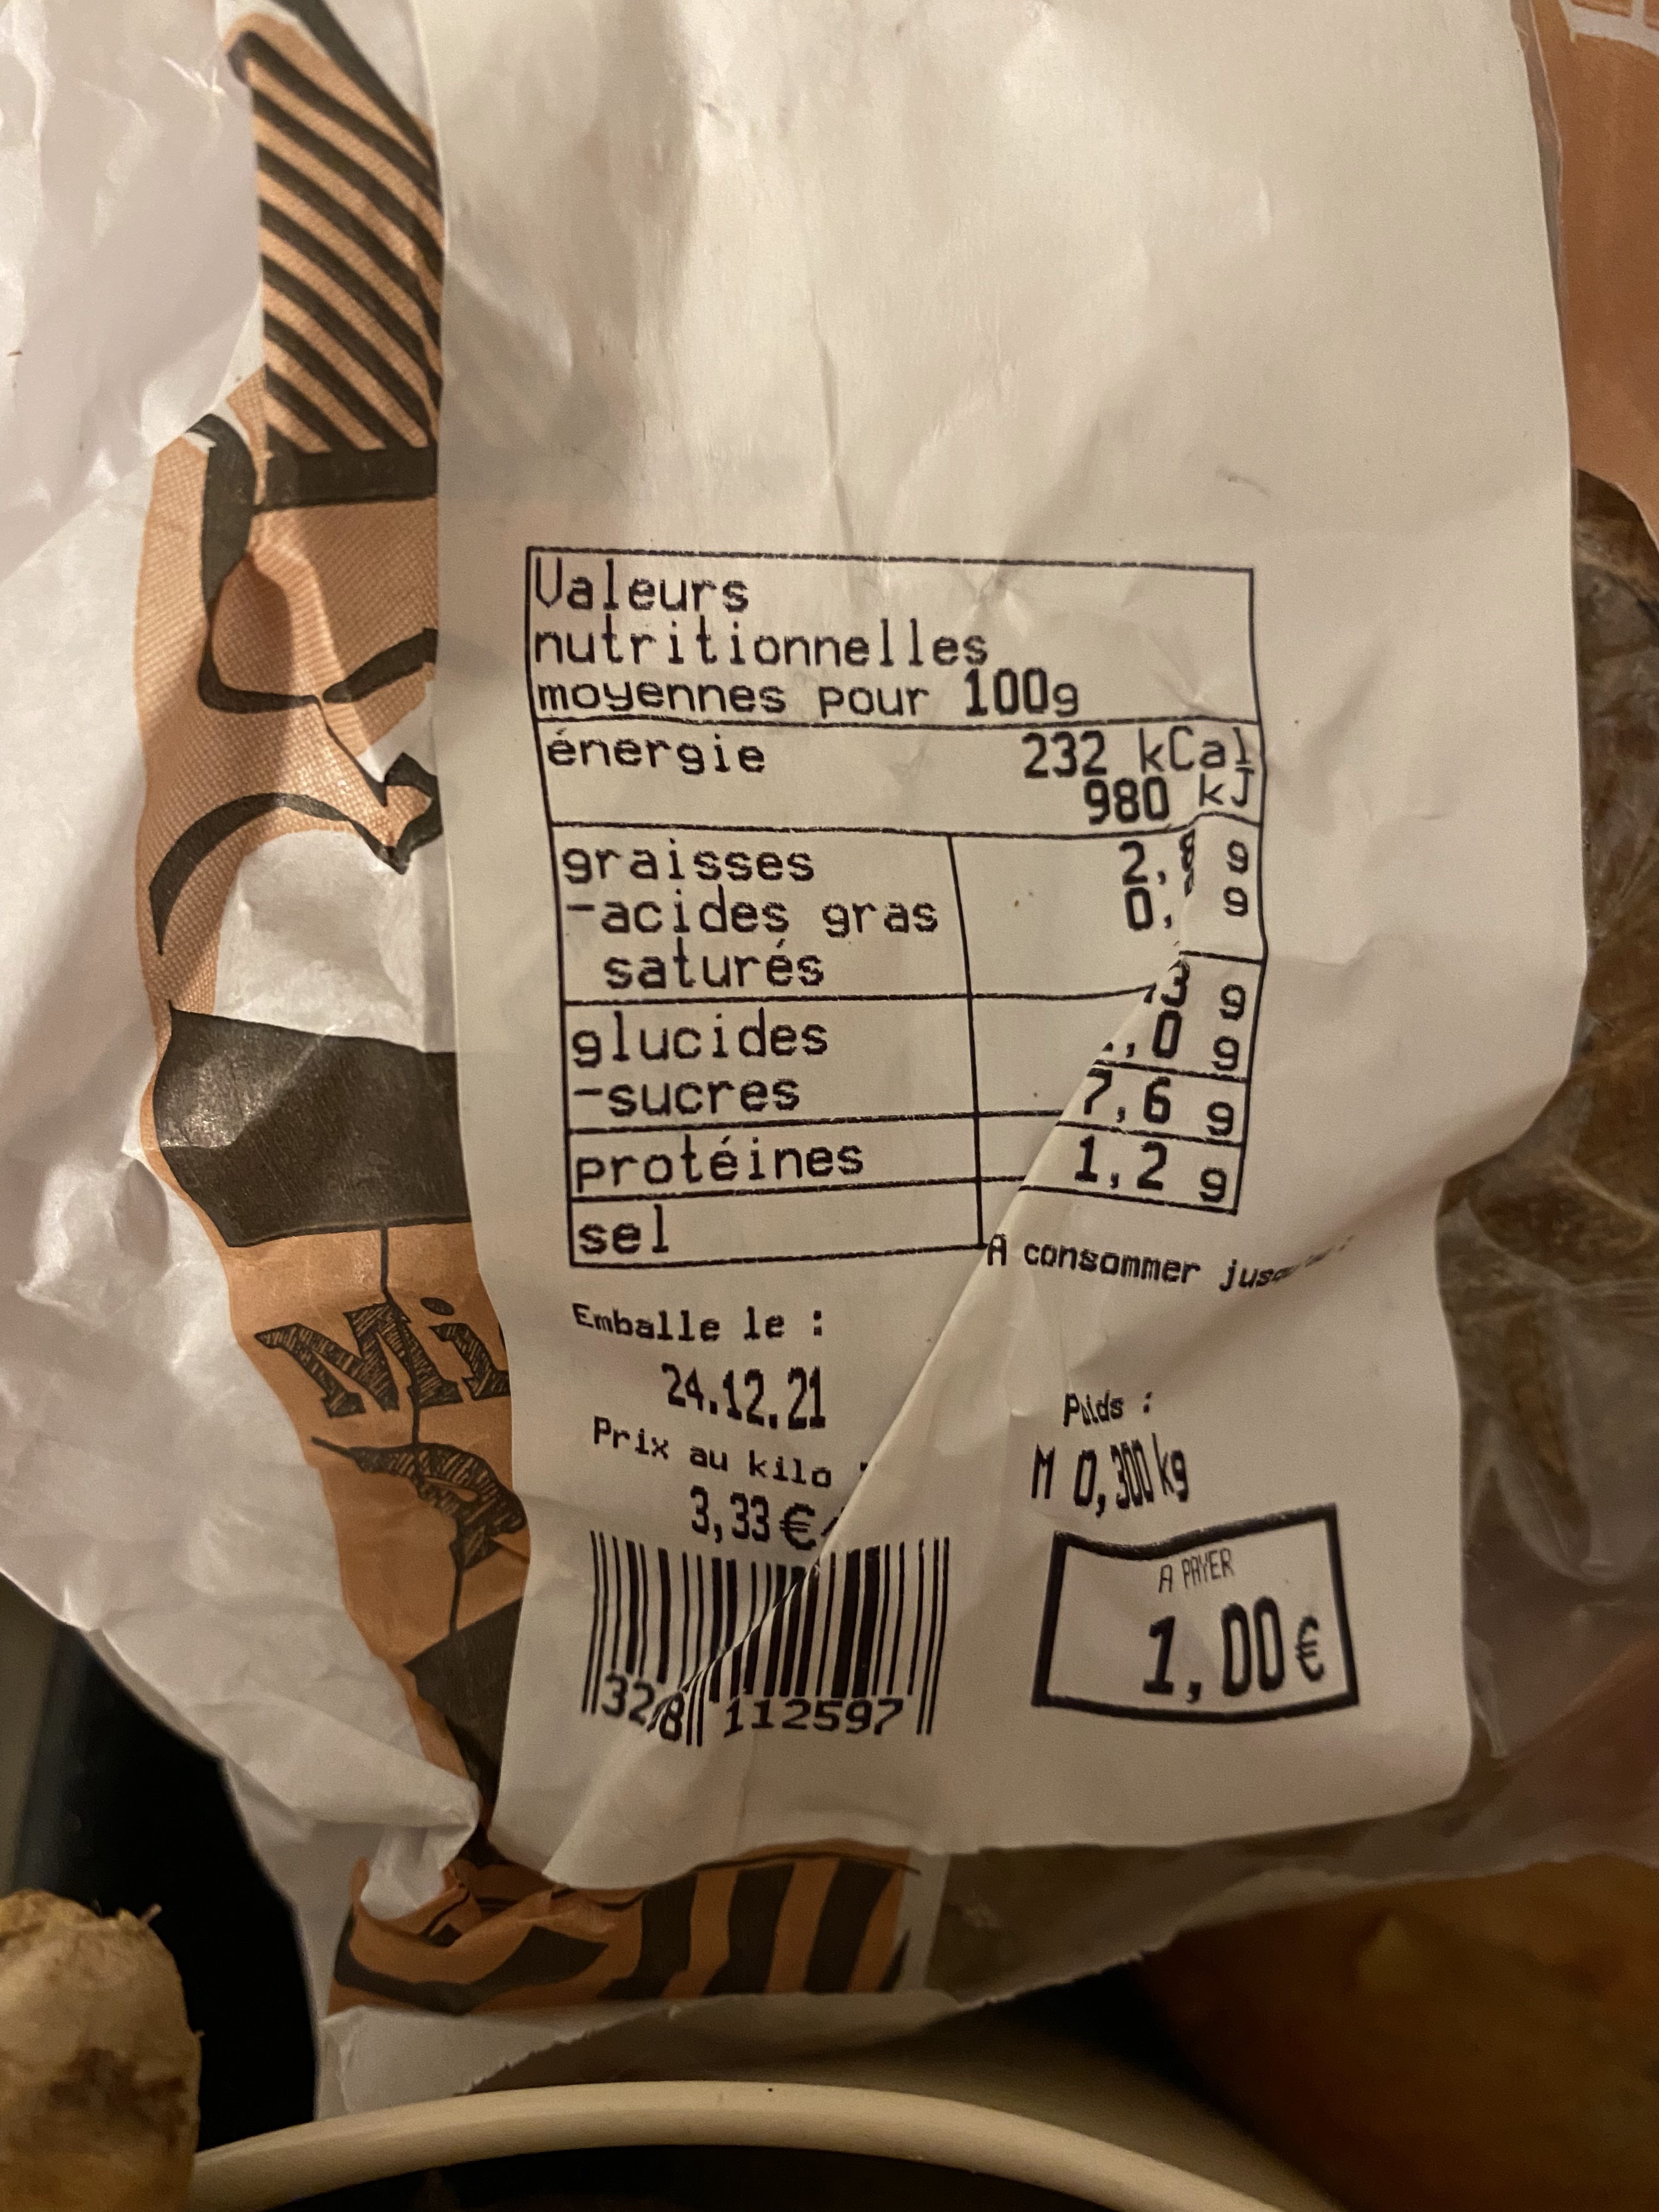 Valeurs
nutritionnelles
moyennes pour 100g
énergie 232 kCal
980 kJ
graisses g
-acides gras g
saturés
glucides g
-sucres ,0 g
protéines 7,6 g
sel 1,2 g
A consommer
Emballe le :
24.12.21
Prix au kilo
3,33 €
Poids :
M 0,300 kg
A PAYER
1,00 €
112597
Mi